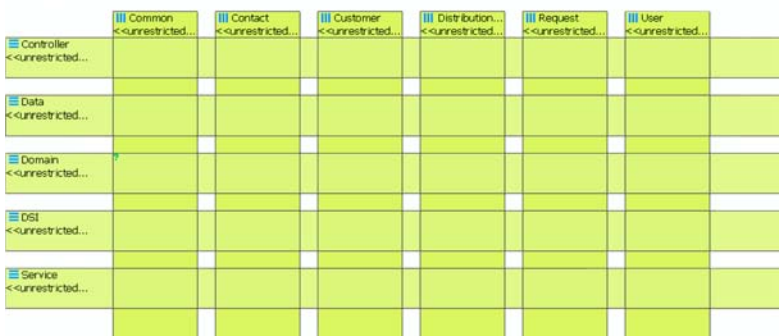 Common
<<unrestricted...
Contact
<<unrestricted...
Customer
<<unrestricted...
Distribution...
<<unrestricted...
Request
<<unrestricted...
User
<<unrestricted...
Controller
<<unrestricted...
Data
<<unrestricted...
Domain
<<unrestricted...
?
DSI
<<unrestricted...
Service
<<unrestricted...